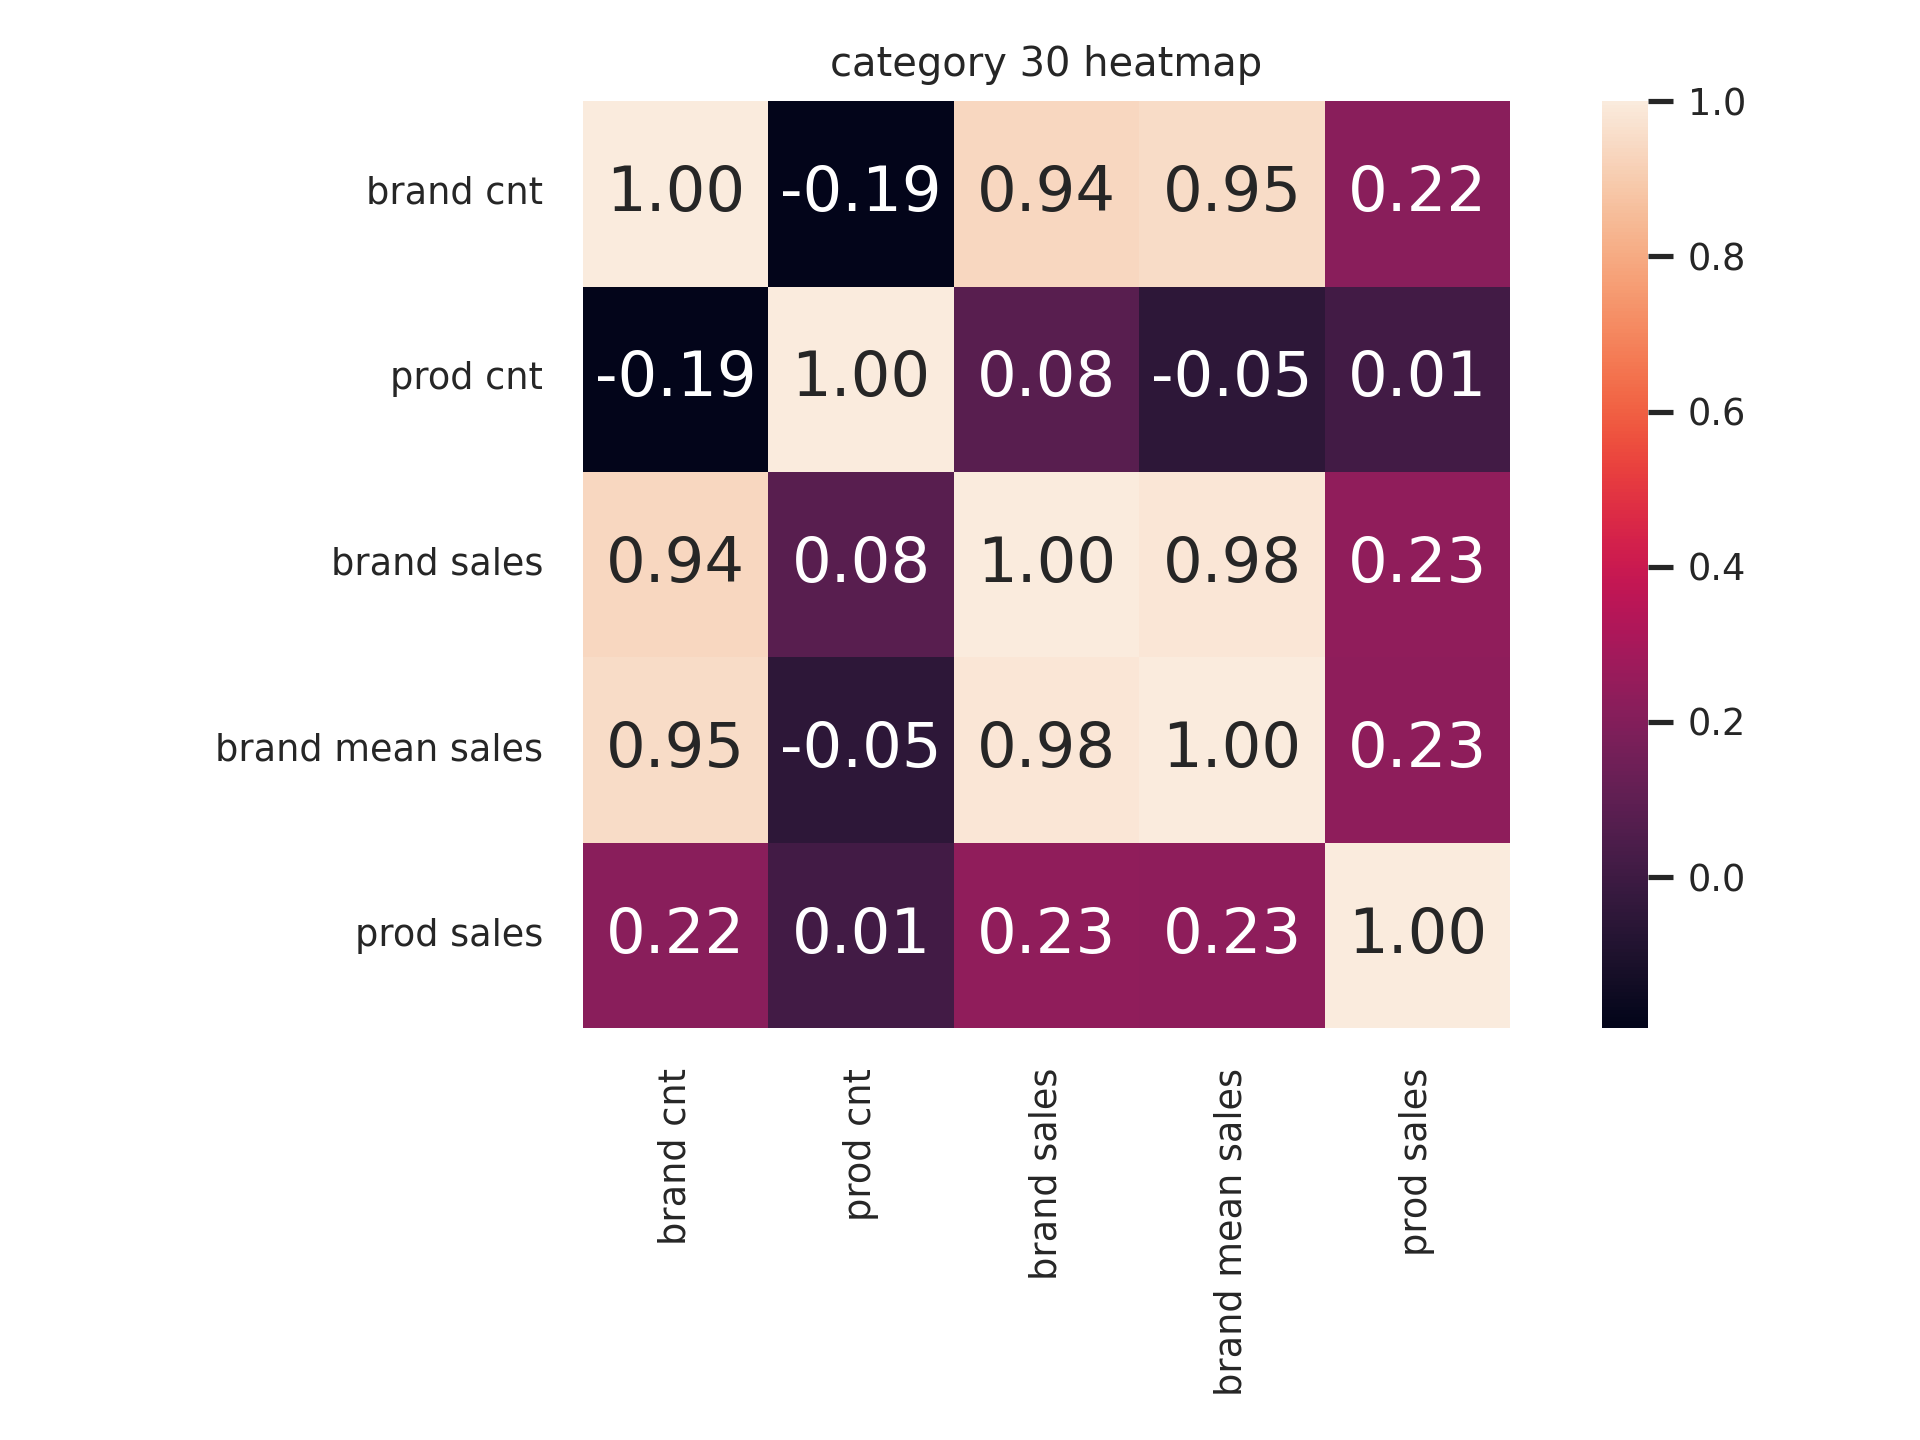 category 30 heatmap
brand cnt 1.00 -0.19 0.94 0.95 0.22
prod cnt -0.19 1.00 0.08 -0.05 0.01
brand sales 0.94 0.08 1.00 0.98 0.23
brand mean sales 0.95 -0.05 0.98 1.00 0.23
prod sales 0.22 0.01 0.23 0.23 1.00
brand cnt
prod cnt
brand sales
brand mean sales
prod sales
1.0
0.8
0.6
0.4
0.2
0.0